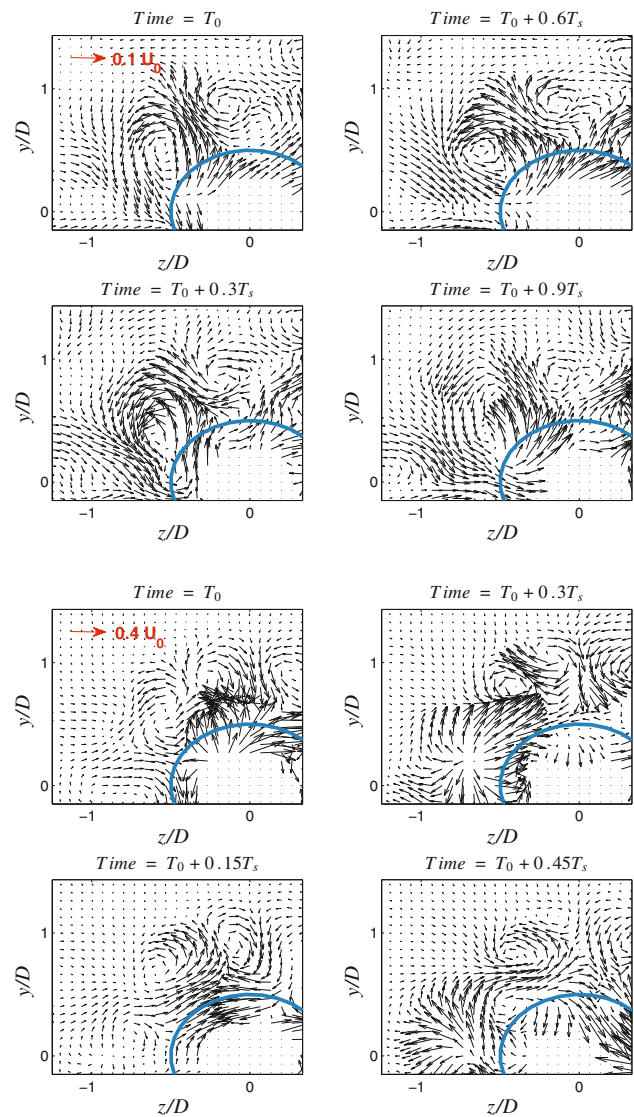 Time = T0 Time = T0 + 0.6Ts
0.1 U0
y/D 1 0 y/D 1 0
−1 0 −1 0
z/D z/D
Time = T0 + 0.3Ts Time = T0 + 0.9Ts
y/D 1 0 y/D 1 0
−1 0 −1 0
z/D z/D
Time = T0 Time = T0 + 0.3Ts
0.4 U0
y/D 1 0 y/D 1 0
−1 0 −1 0
z/D z/D
Time = T0 + 0.15Ts Time = T0 + 0.45Ts
y/D 1 0 y/D 1 0
−1 0 −1 0
z/D z/D